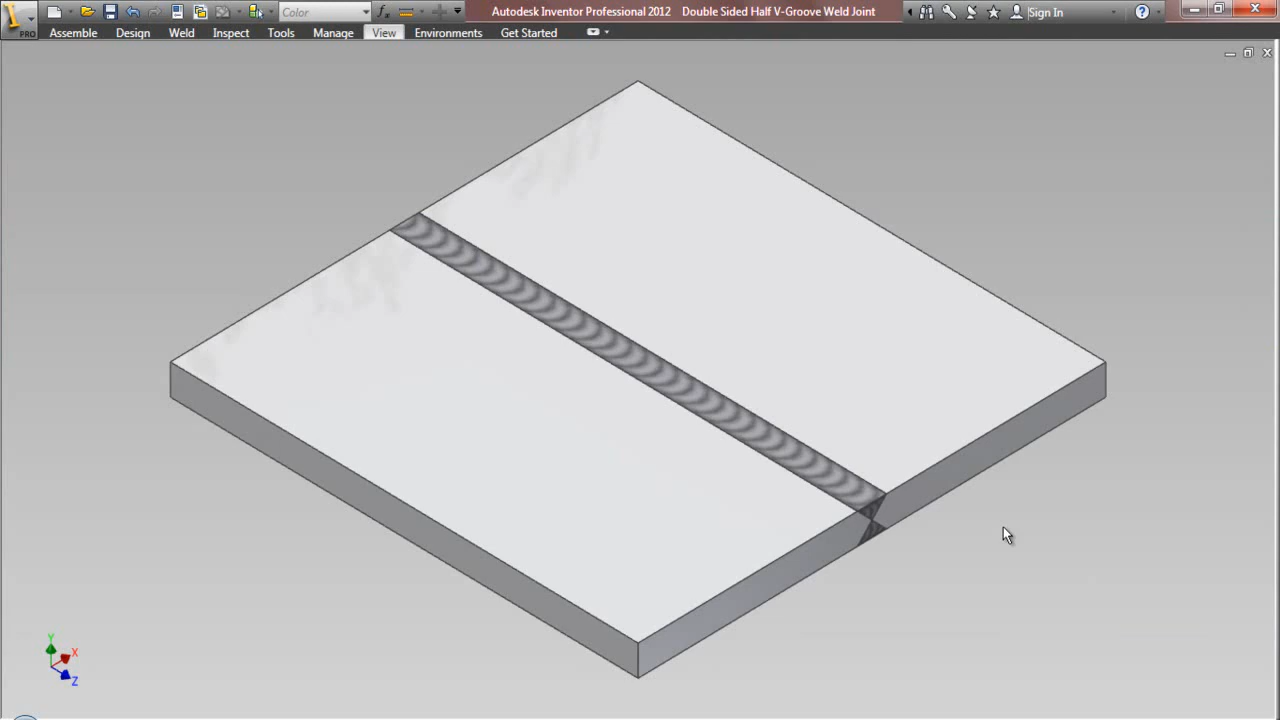 Autodesk Inventor Professional 2012 Double Sided Half V-Groove Weld Joint
Color
fx
Sign In
PRO
Assemble Design Weld Inspect Tools Manage View Environments Get Started
Y
X
Z